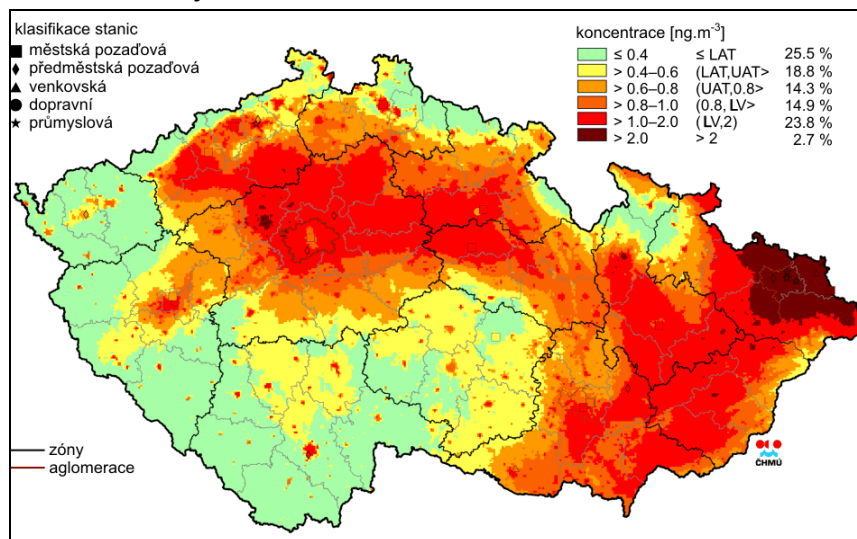 klasifikace stanic
městská pozaďová
předměstská pozaďová
venkovská
dopravní
průmyslová
koncentrace [ng.m⁻³]
≤ 0.4 ≤ LAT 25.5 %
> 0.4–0.6 (LAT,UAT> 18.8 %
> 0.6–0.8 (UAT,0.8> 14.3 %
> 0.8–1.0 (0.8, LV> 14.9 %
> 1.0–2.0 (LV,2) 23.8 %
> 2.0 > 2 2.7 %
zóny
aglomerace
ČHMÚ